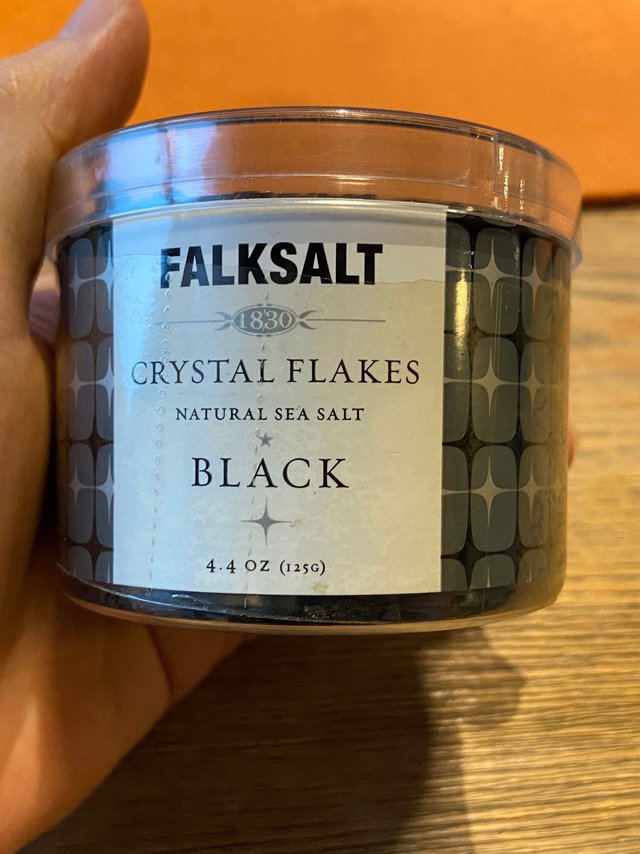 FALKSALT
1830
CRYSTAL FLAKES
NATURAL SEA SALT
BLACK
4.4 OZ (125G)